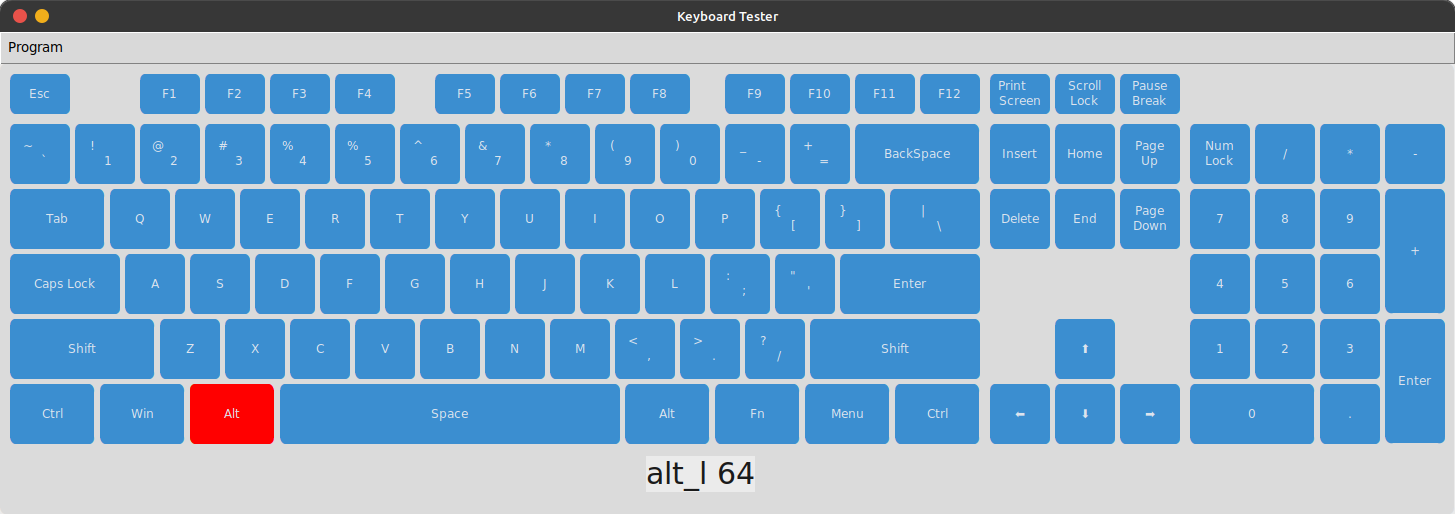 Keyboard Tester
Program
Esc F1 F2 F3 F4 F5 F6 F7 F8 F9 F10 F11 F12 Print Screen Scroll Lock Pause Break
~ ` ! 1 @ 2 # 3 % 4 % 5 ^ 6 & 7 * 8 ( 9 ) 0 _ - + = BackSpace Insert Home Page Up Num Lock / * -
Tab Q W E R T Y U I O P { [ } ] | \ Delete End Page Down 7 8 9 +
Caps Lock A S D F G H J K L : ; " , Enter 4 5 6
Shift Z X C V B N M < , > . ? / Shift ⬆ 1 2 3 Enter
Ctrl Win Alt Space Alt Fn Menu Ctrl ⬅ ⬇ ➡ 0 .
alt_l 64